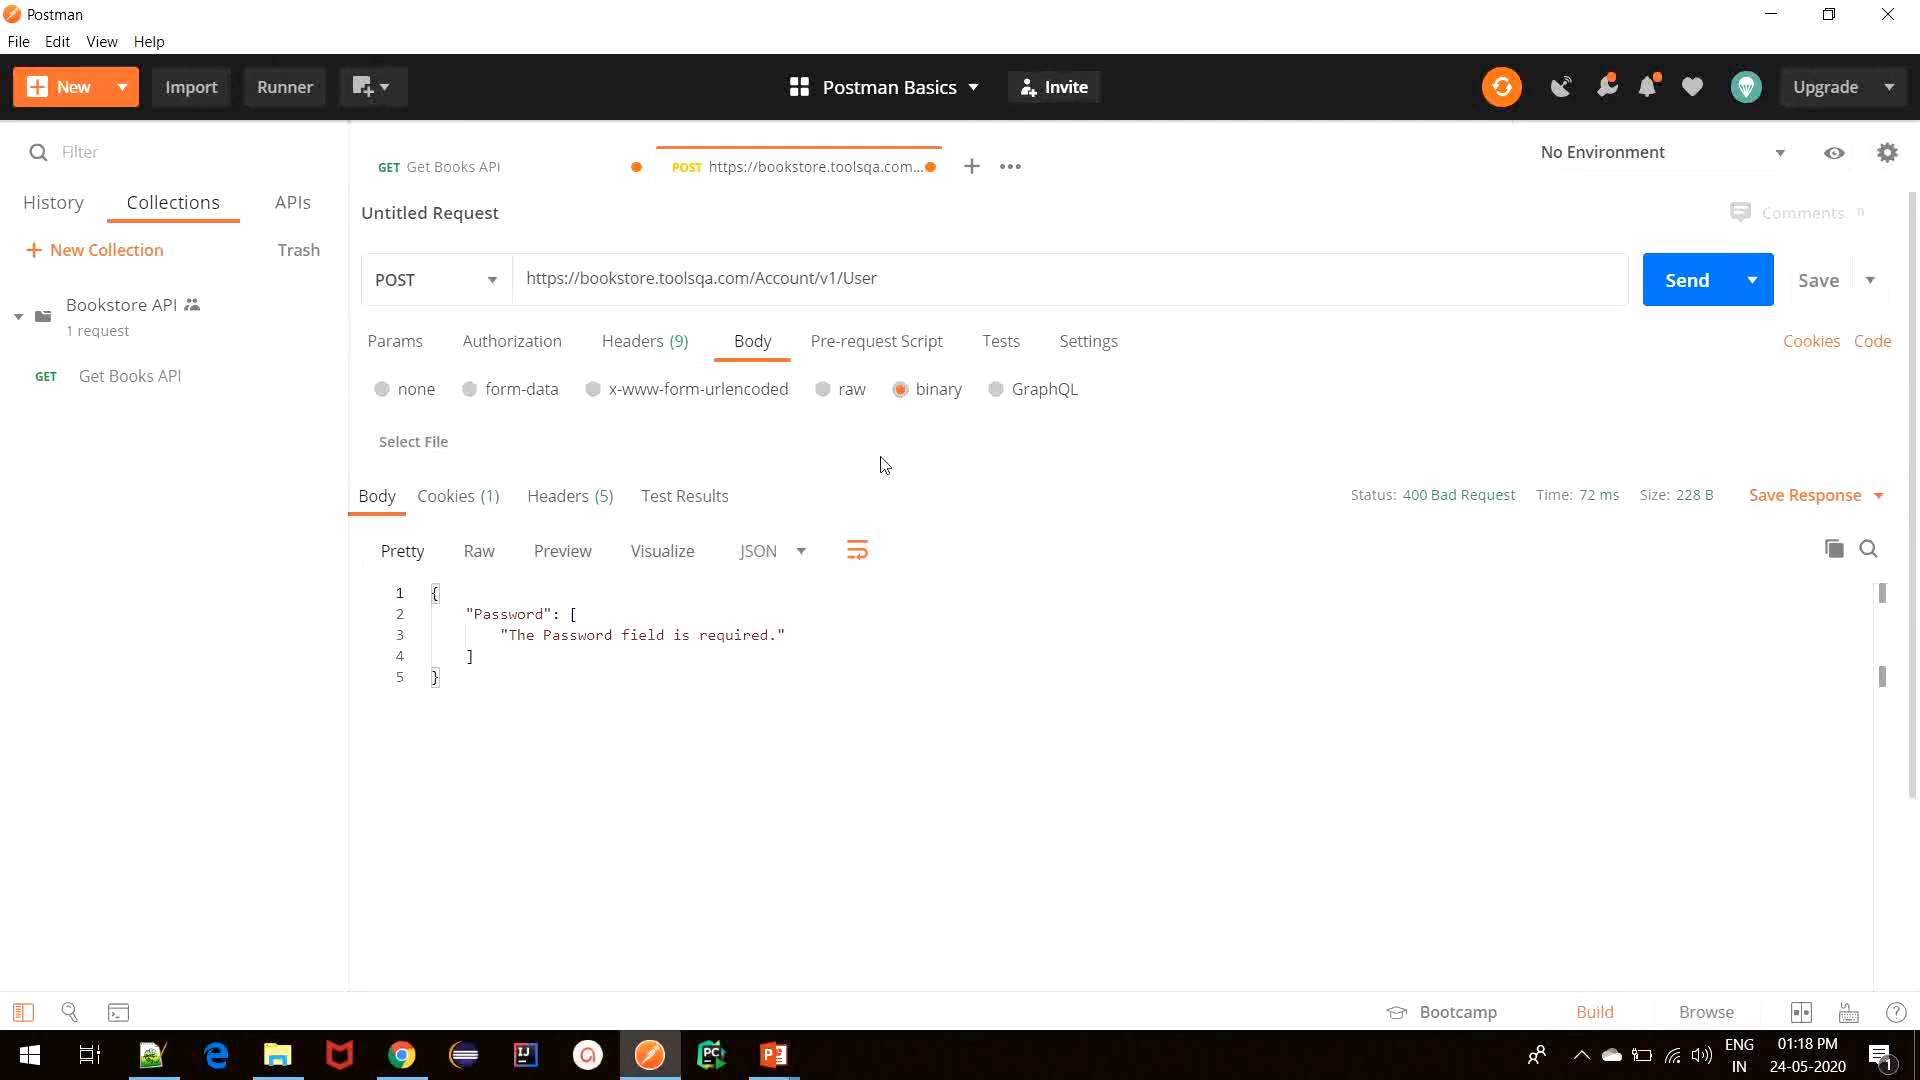 Postman
File Edit View Help
New Import Runner Postman Basics Invite Upgrade
Filter
History Collections APIs
New Collection Trash
Bookstore API
1 request
GET Get Books API
GET Get Books API POST https://bookstore.toolsqa.com... No Environment
Untitled Request Comments 0
POST https://bookstore.toolsqa.com/Account/v1/User Send Save
Params Authorization Headers (9) Body Pre-request Script Tests Settings Cookies Code
none form-data x-www-form-urlencoded raw binary GraphQL
Select File
Body Cookies (1) Headers (5) Test Results Status: 400 Bad Request Time: 72 ms Size: 228 B Save Response
Pretty Raw Preview Visualize JSON
1 {
2 "Password": [
3 "The Password field is required."
4 ]
5 }
Bootcamp Build Browse
ENG 01:18 PM
IN 24-05-2020 1